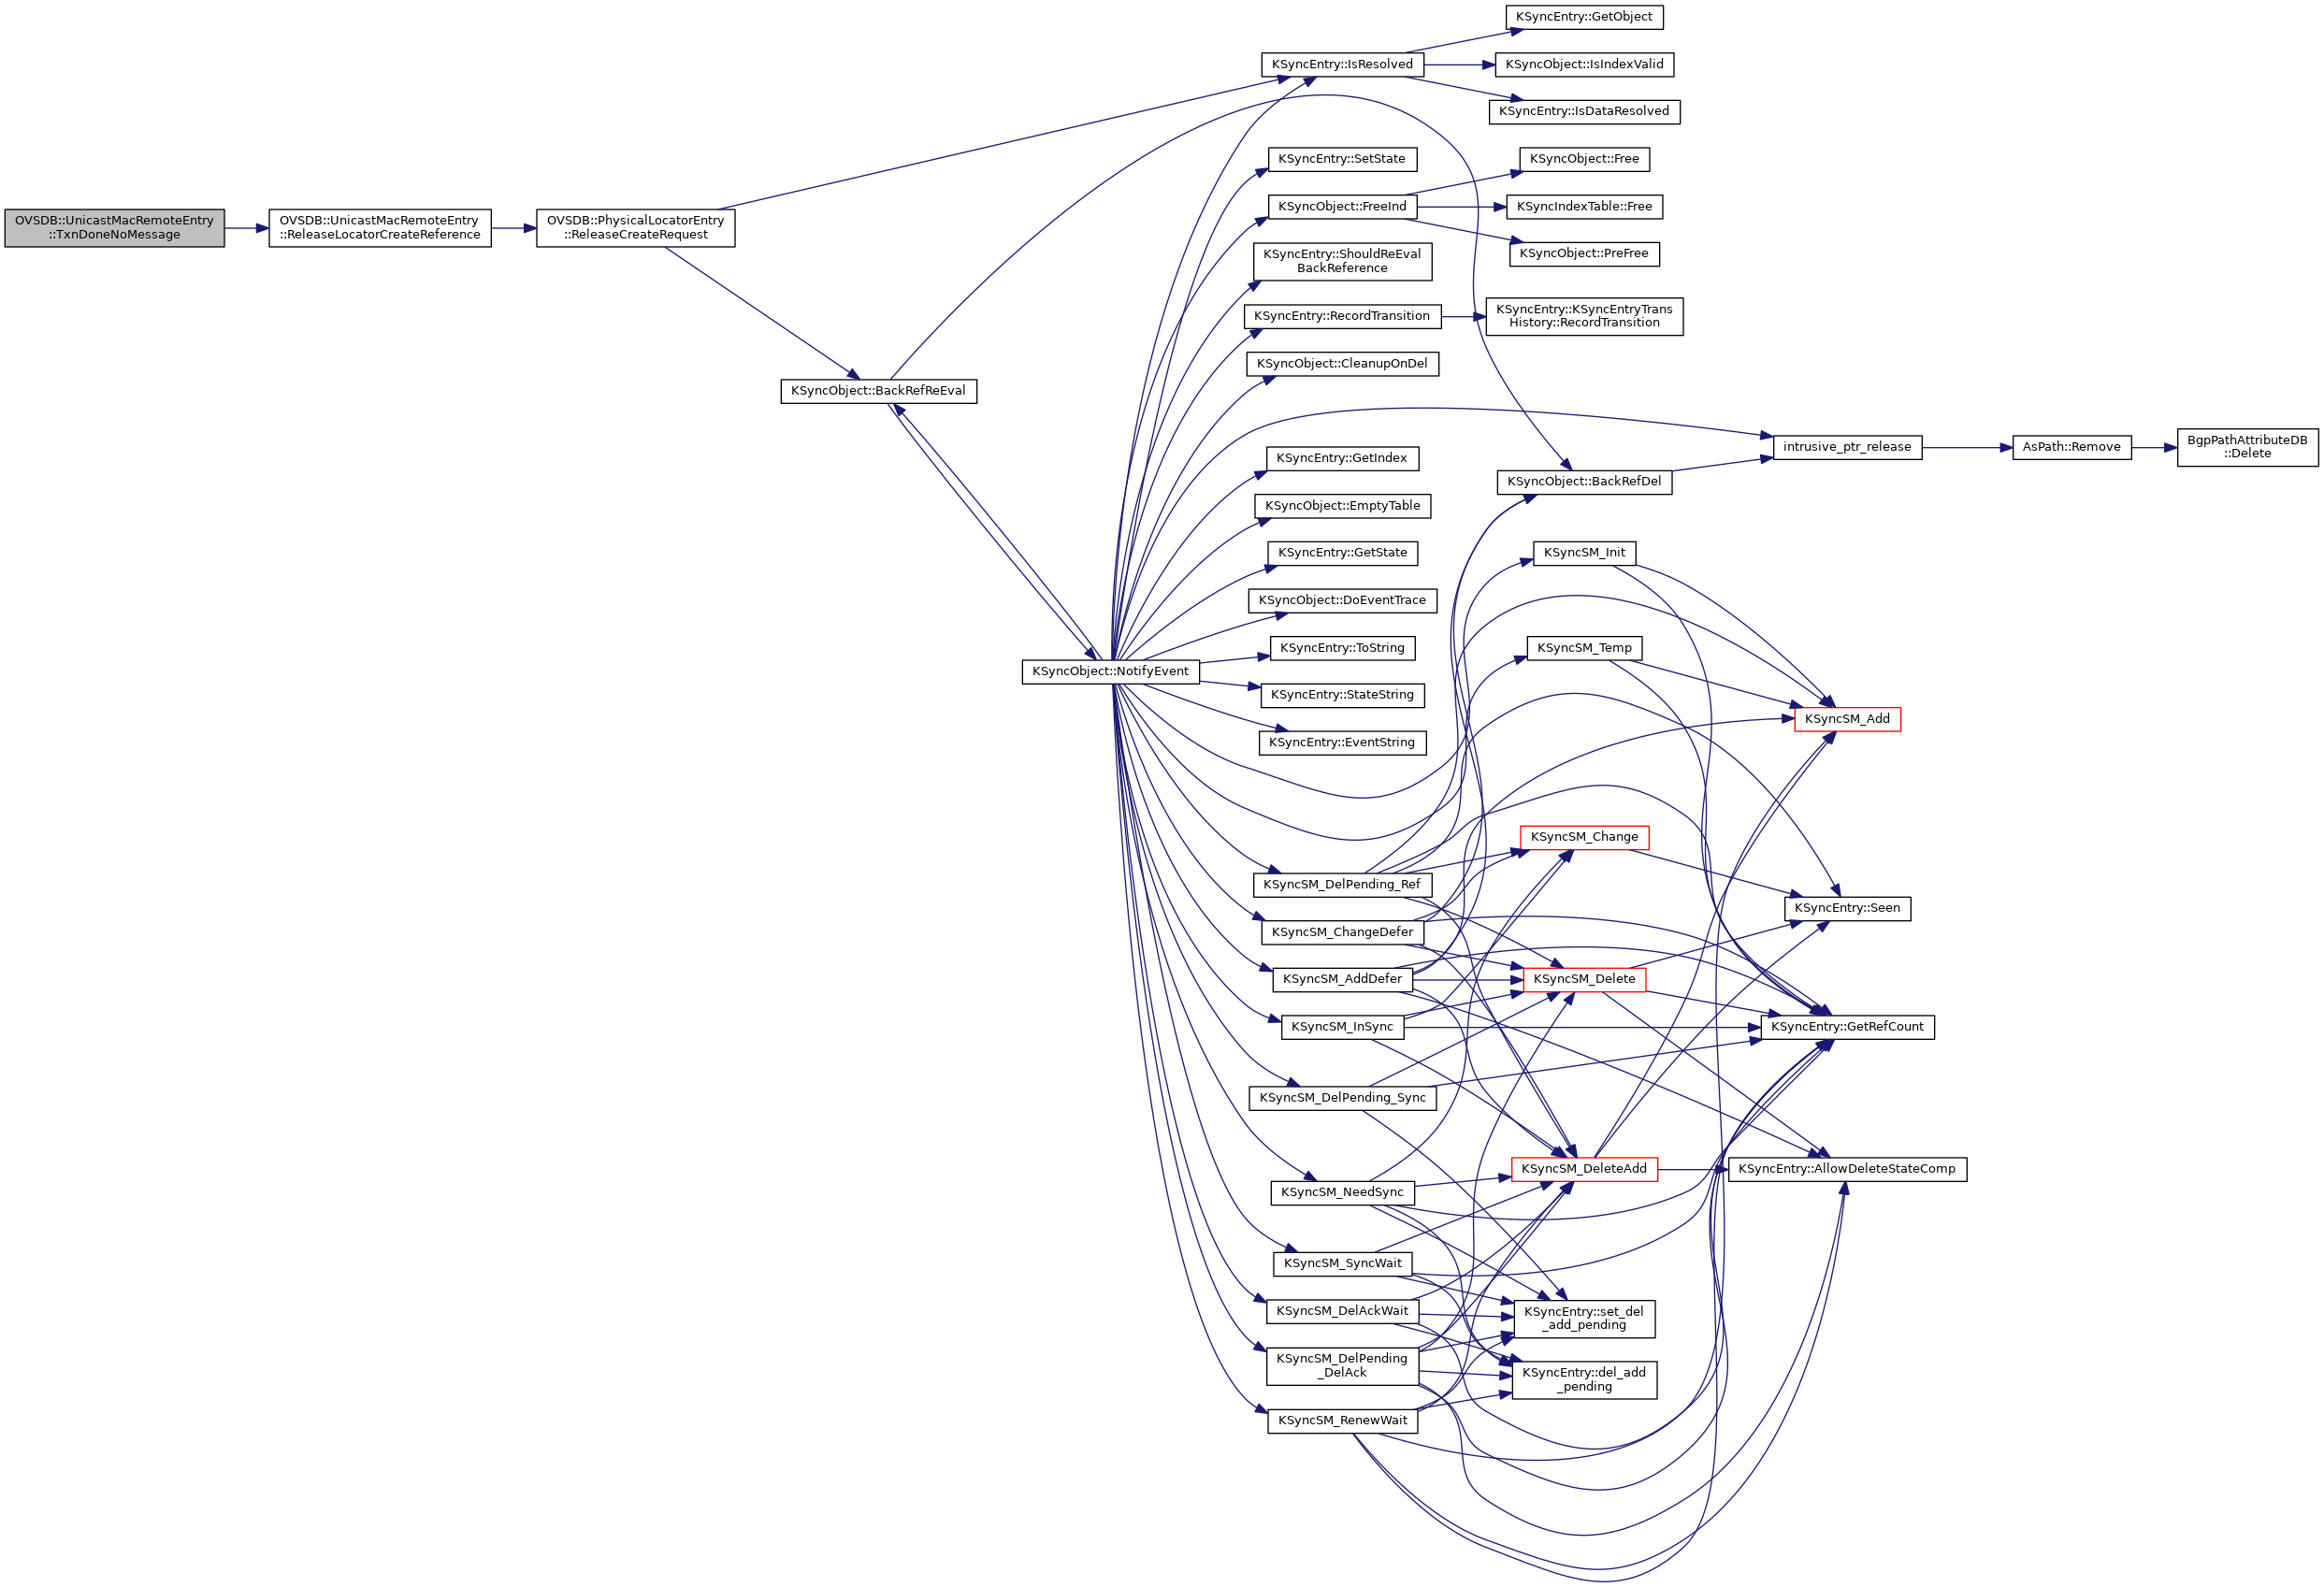 OVSDB::UnicastMacRemoteEntry
::TxnDoneNoMessage
OVSDB::UnicastMacRemoteEntry
::ReleaseLocatorCreateReference
OVSDB::PhysicalLocatorEntry
::ReleaseCreateRequest
KSyncObject::BackRefReEval
KSyncObject::NotifyEvent
KSyncEntry::IsResolved
KSyncEntry::SetState
KSyncObject::FreeInd
KSyncEntry::ShouldReEval
BackReference
KSyncEntry::RecordTransition
KSyncObject::CleanupOnDel
KSyncEntry::GetIndex
KSyncObject::EmptyTable
KSyncEntry::GetState
KSyncObject::DoEventTrace
KSyncEntry::ToString
KSyncEntry::StateString
KSyncEntry::EventString
KSyncSM_DelPending_Ref
KSyncSM_ChangeDefer
KSyncSM_AddDefer
KSyncSM_InSync
KSyncSM_DelPending_Sync
KSyncSM_NeedSync
KSyncSM_SyncWait
KSyncSM_DelAckWait
KSyncSM_DelPending
_DelAck
KSyncSM_RenewWait
KSyncEntry::GetObject
KSyncObject::IsIndexValid
KSyncEntry::IsDataResolved
KSyncObject::Free
KSyncIndexTable::Free
KSyncObject::PreFree
KSyncEntry::KSyncEntryTrans
History::RecordTransition
KSyncObject::BackRefDel
KSyncSM_Init
KSyncSM_Temp
KSyncSM_Change
KSyncSM_Delete
KSyncSM_DeleteAdd
KSyncEntry::set_del
_add_pending
KSyncEntry::del_add
_pending
intrusive_ptr_release
KSyncSM_Add
KSyncEntry::Seen
KSyncEntry::GetRefCount
KSyncEntry::AllowDeleteStateComp
AsPath::Remove
BgpPathAttributeDB
::Delete